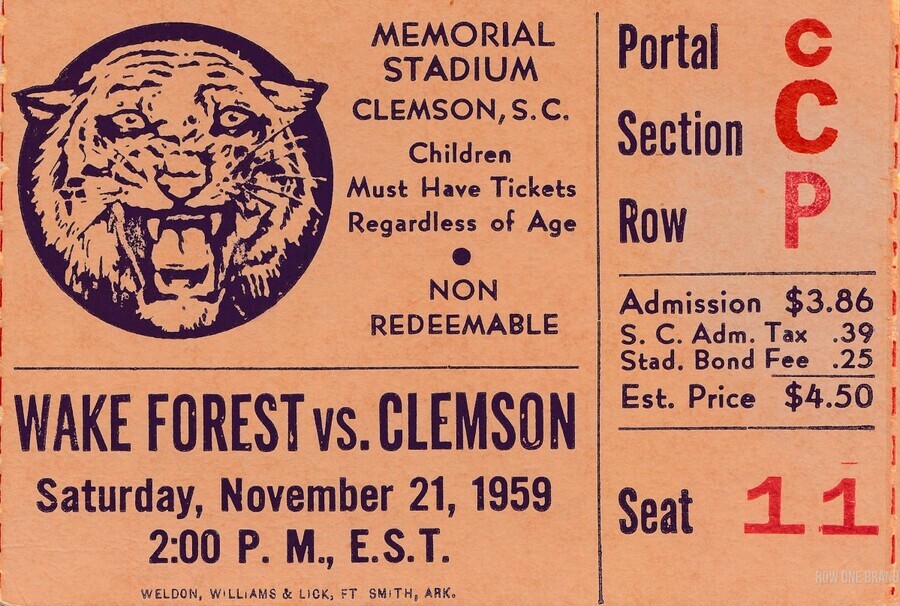 MEMORIAL
STADIUM
CLEMSON, S.C.
Children
Must Have Tickets
Regardless of Age
NON
REDEEMABLE
WAKE FOREST vs. CLEMSON
Saturday, November 21, 1959
2:00 P. M., E.S.T.
WELDON, WILLIAMS & LICK, FT SMITH, ARK.
Portal C
Section C
Row P
Admission $3.86
S. C. Adm. Tax .39
Stad. Bond Fee .25
Est. Price $4.50
Seat 11
ROW ONE BRAND